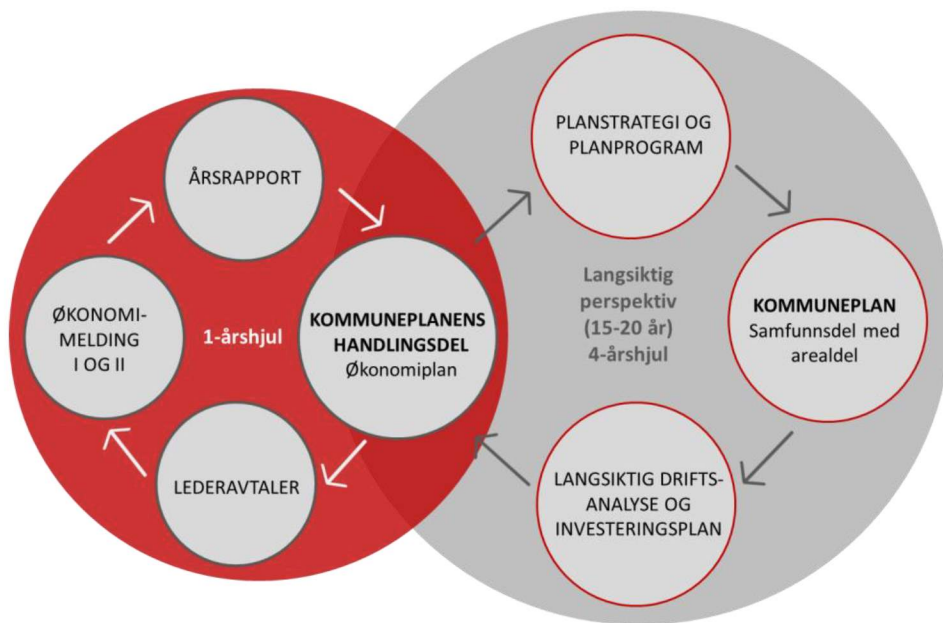 ÅRSRAPPORT
ØKONOMI-
MELDING
I OG II
1-årshjul
KOMMUNEPLANENS
HANDLINGSDEL
Økonomiplan
LEDERAVTALER
PLANSTRATEGI OG
PLANPROGRAM
Langsiktig
perspektiv
(15-20 år)
4-årshjul
KOMMUNEPLAN
Samfunnsdel med
arealdel
LANGSIKTIG DRIFTS-
ANALYSE OG
INVESTERINGSPLAN